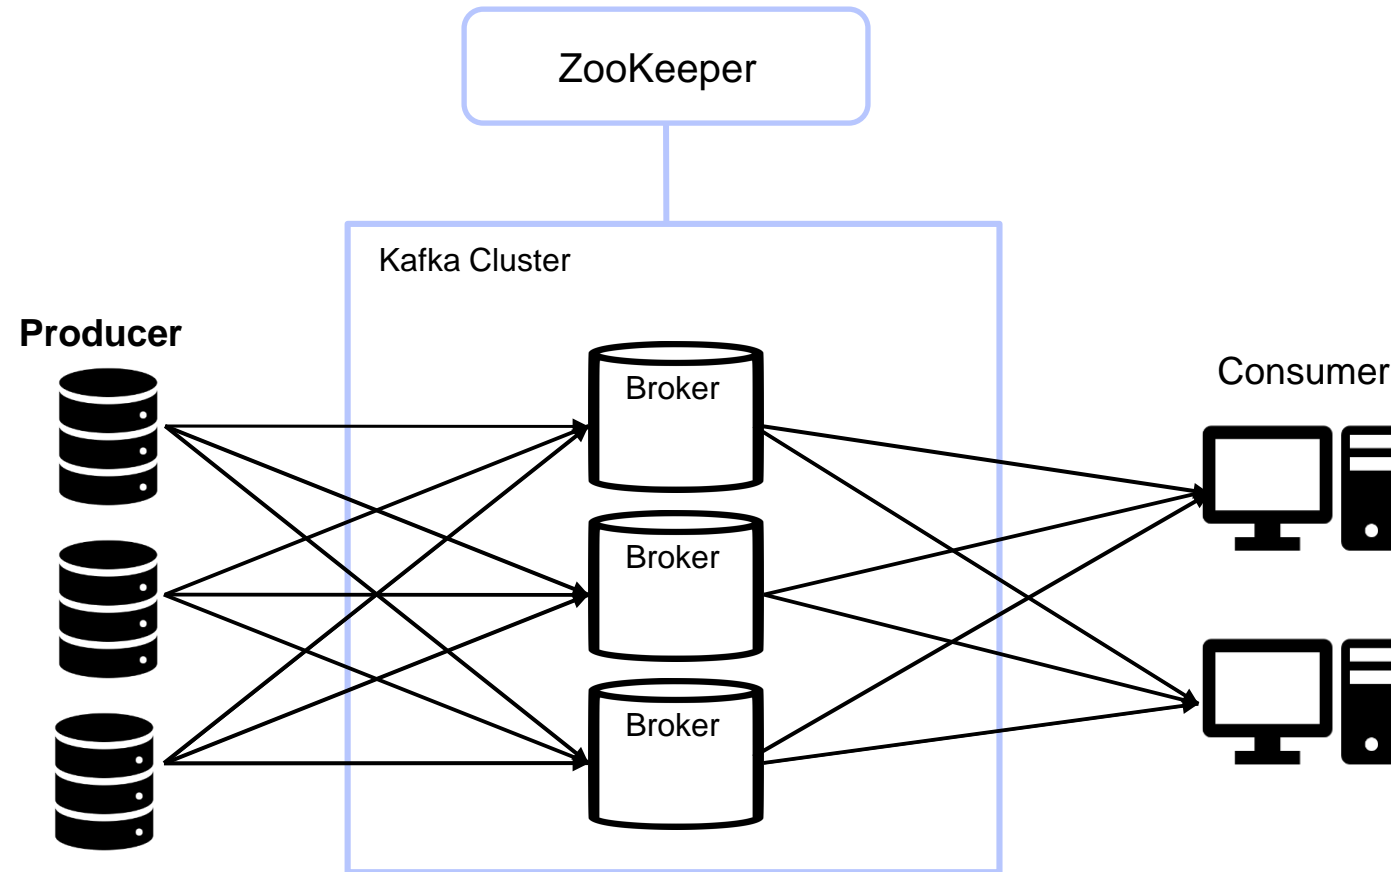 ZooKeeper
Kafka Cluster
Producer
Consumer
Broker
Broker
Broker